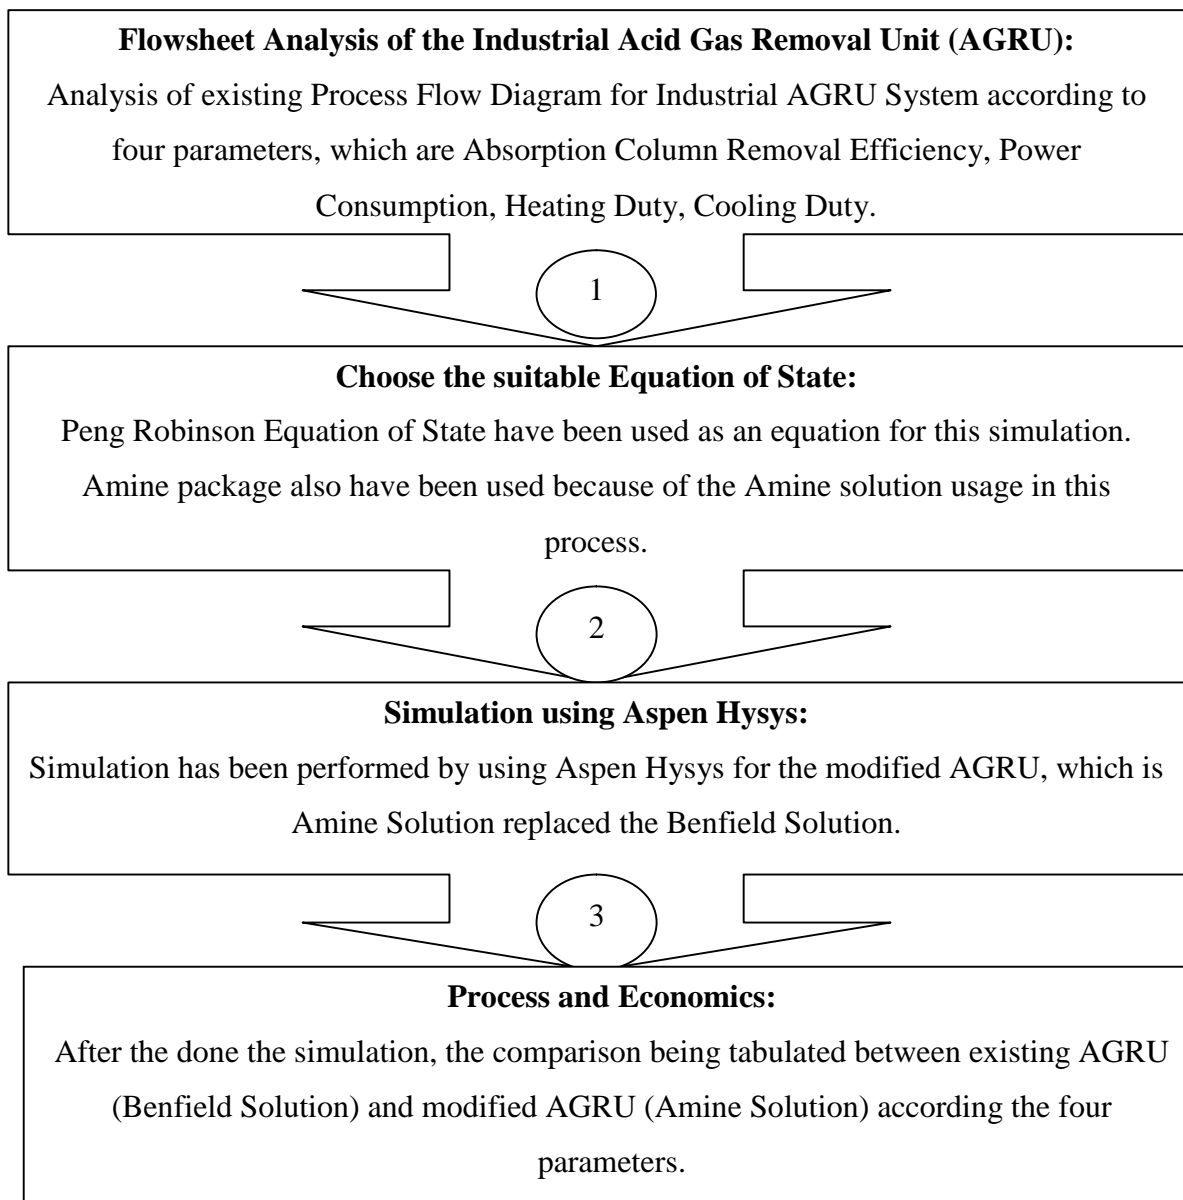 Flowsheet Analysis of the Industrial Acid Gas Removal Unit (AGRU):
Analysis of existing Process Flow Diagram for Industrial AGRU System according to
four parameters, which are Absorption Column Removal Efficiency, Power
Consumption, Heating Duty, Cooling Duty.
1
Choose the suitable Equation of State:
Peng Robinson Equation of State have been used as an equation for this simulation.
Amine package also have been used because of the Amine solution usage in this
process.
2
Simulation using Aspen Hysys:
Simulation has been performed by using Aspen Hysys for the modified AGRU, which is
Amine Solution replaced the Benfield Solution.
3
Process and Economics:
After the done the simulation, the comparison being tabulated between existing AGRU
(Benfield Solution) and modified AGRU (Amine Solution) according the four
parameters.